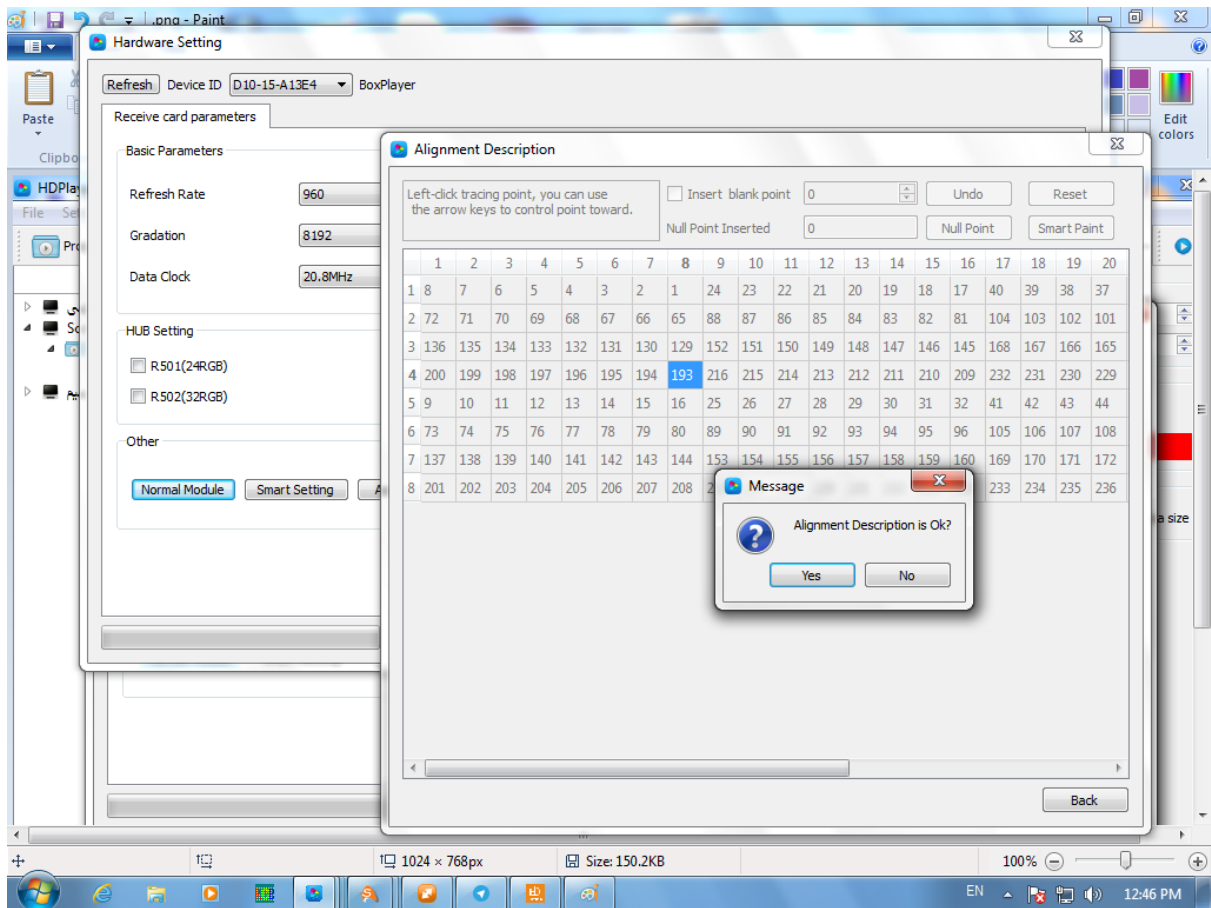 .png - Paint
Hardware Setting
Refresh Device ID D10-15-A13E4 BoxPlayer
Receive card parameters
Paste
Clipbo
Edit
colors
Basic Parameters
Refresh Rate 960
Gradation 8192
Data Clock 20.8MHz
HUB Setting
R501(24RGB)
R502(32RGB)
Other
Normal Module Smart Setting A
HDPlay
File Set
Pro
Sc
a size
Alignment Description
Left-click tracing point, you can use
the arrow keys to control point toward.
Insert blank point 0 Undo Reset
Null Point Inserted 0 Null Point Smart Paint
1 2 3 4 5 6 7 8 9 10 11 12 13 14 15 16 17 18 19 20
1 8 7 6 5 4 3 2 1 24 23 22 21 20 19 18 17 40 39 38 37
2 72 71 70 69 68 67 66 65 88 87 86 85 84 83 82 81 104 103 102 101
3 136 135 134 133 132 131 130 129 152 151 150 149 148 147 146 145 168 167 166 165
4 200 199 198 197 196 195 194 193 216 215 214 213 212 211 210 209 232 231 230 229
5 9 10 11 12 13 14 15 16 25 26 27 28 29 30 31 32 41 42 43 44
6 73 74 75 76 77 78 79 80 89 90 91 92 93 94 95 96 105 106 107 108
7 137 138 139 140 141 142 143 144 153 154 155 156 157 158 159 160 169 170 171 172
8 201 202 203 204 205 206 207 208 2 233 234 235 236
Message
Alignment Description is Ok?
Yes No
Back
1024 × 768px Size: 150.2KB 100%
EN 12:46 PM